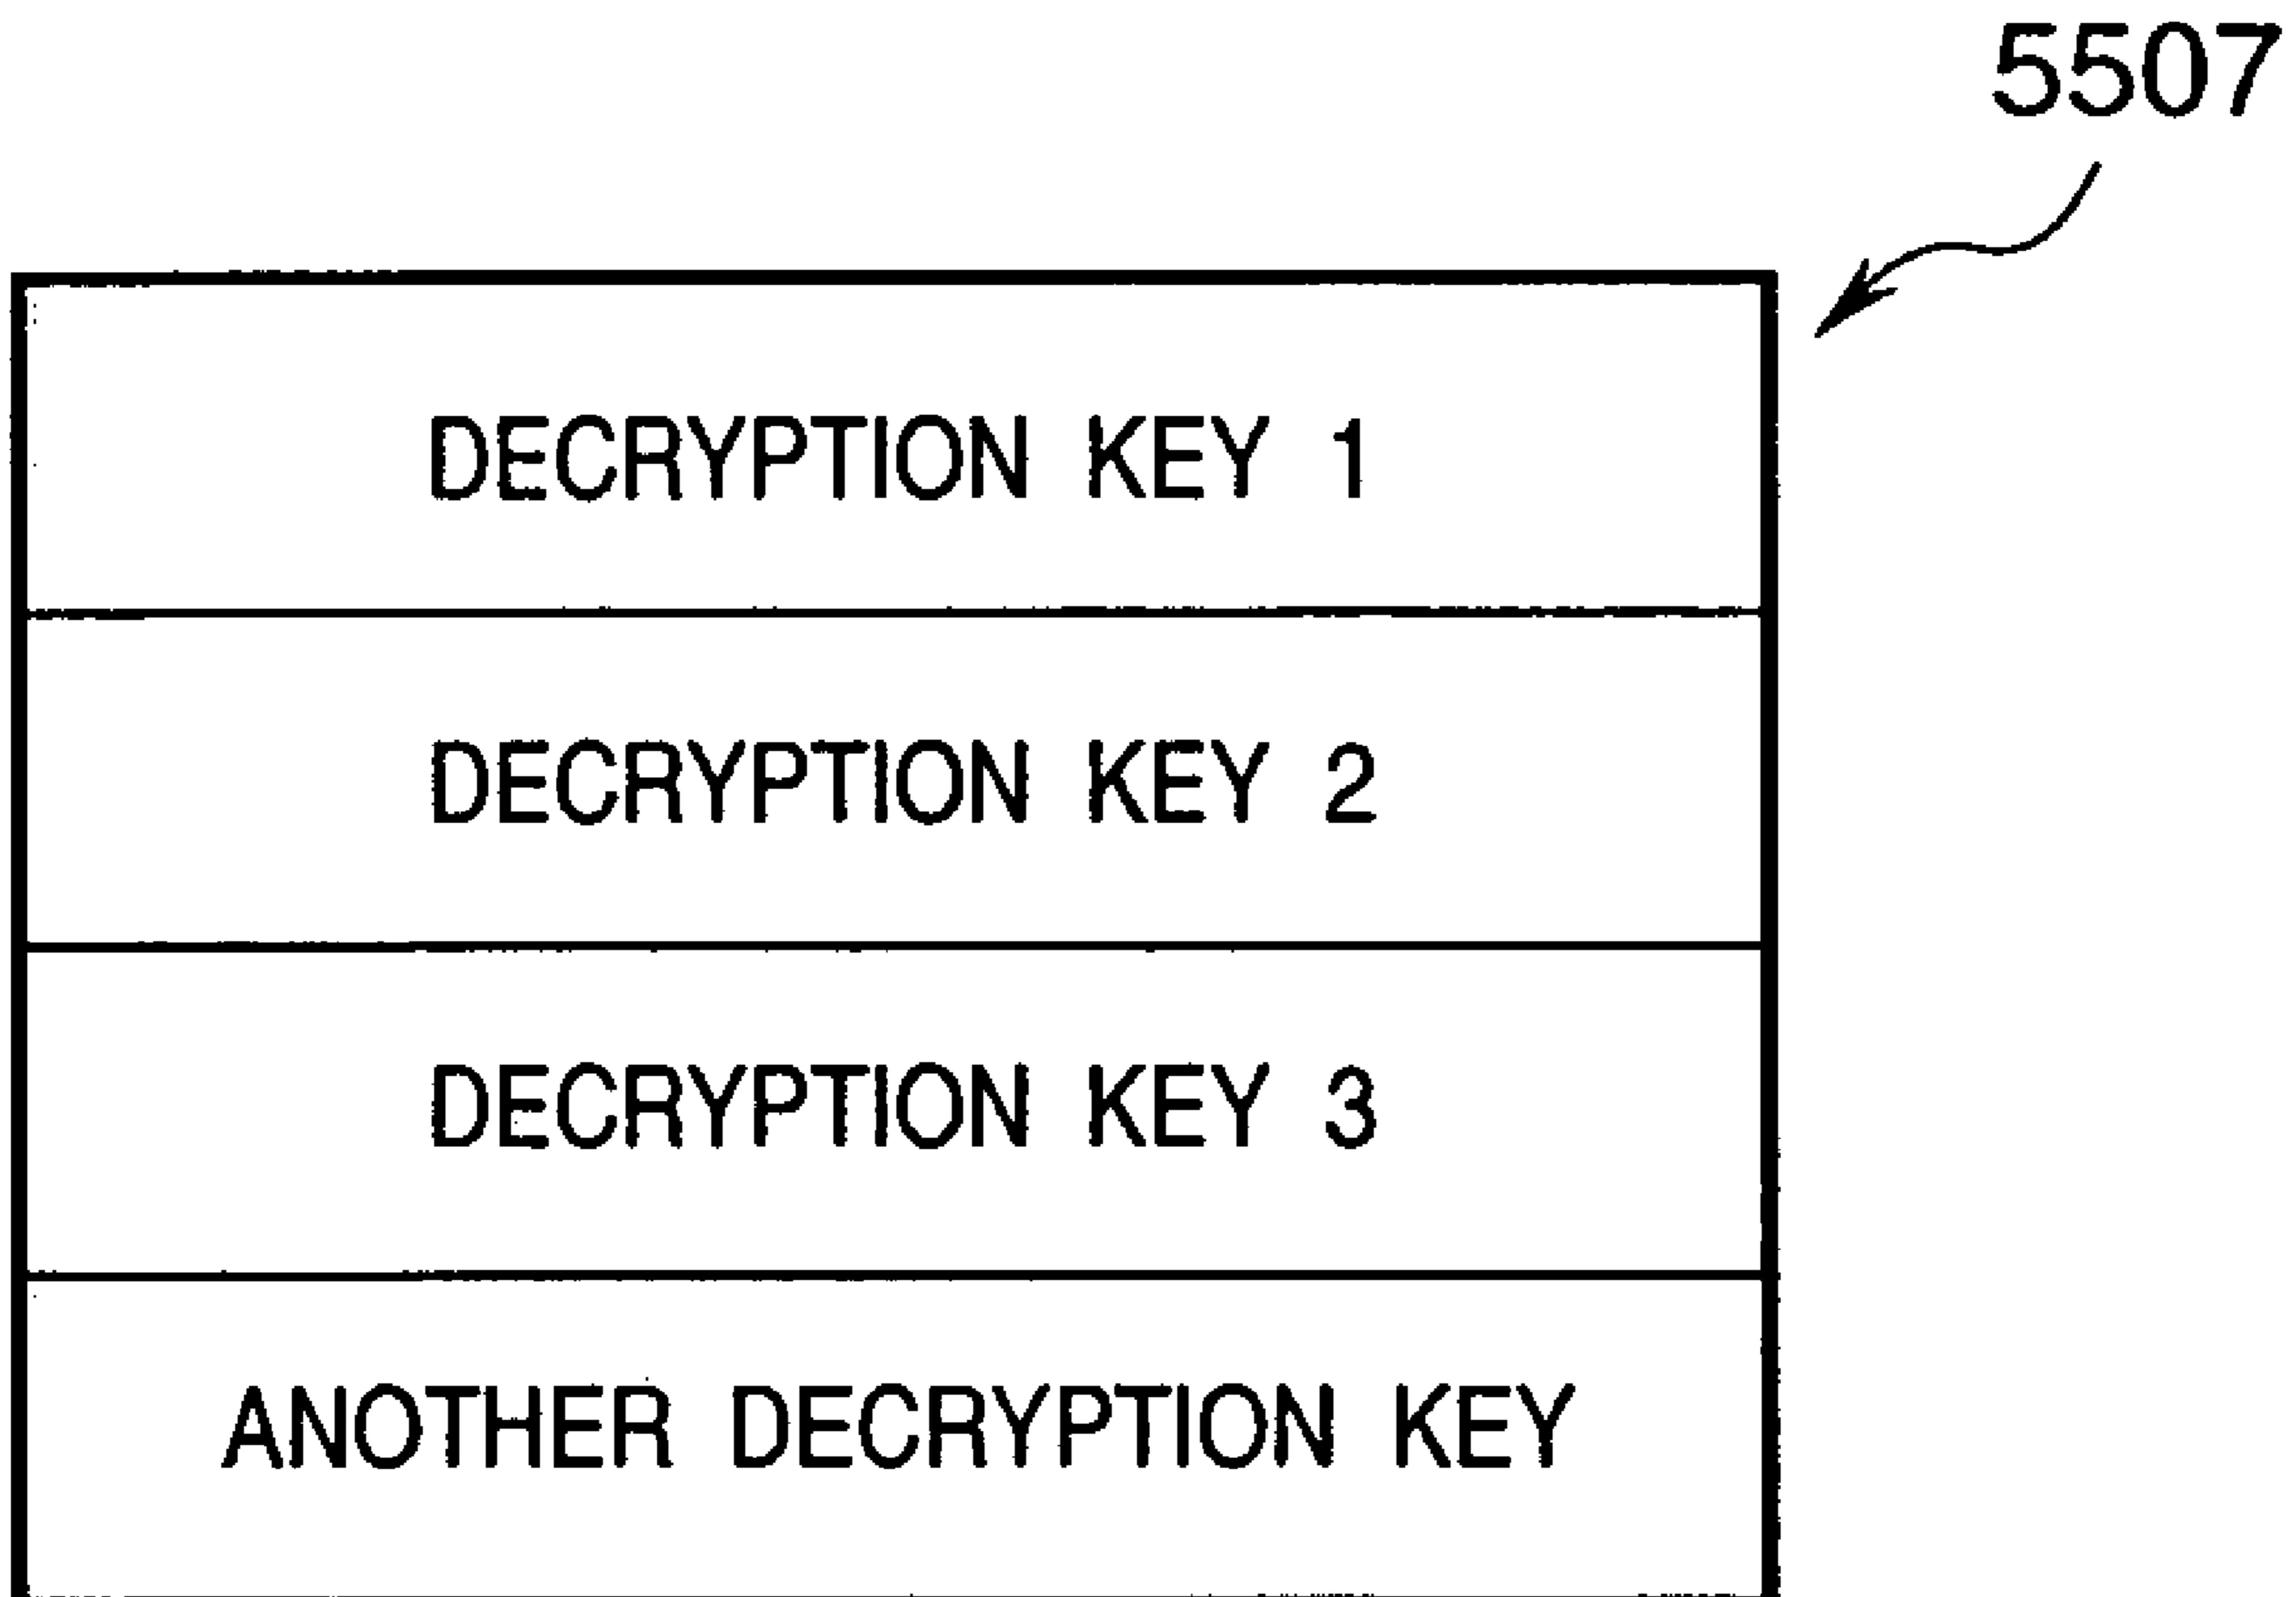 5507
DECRYPTION KEY 1
DECRYPTION KEY 2
DECRYPTION KEY 3
ANOTHER DECRYPTION KEY